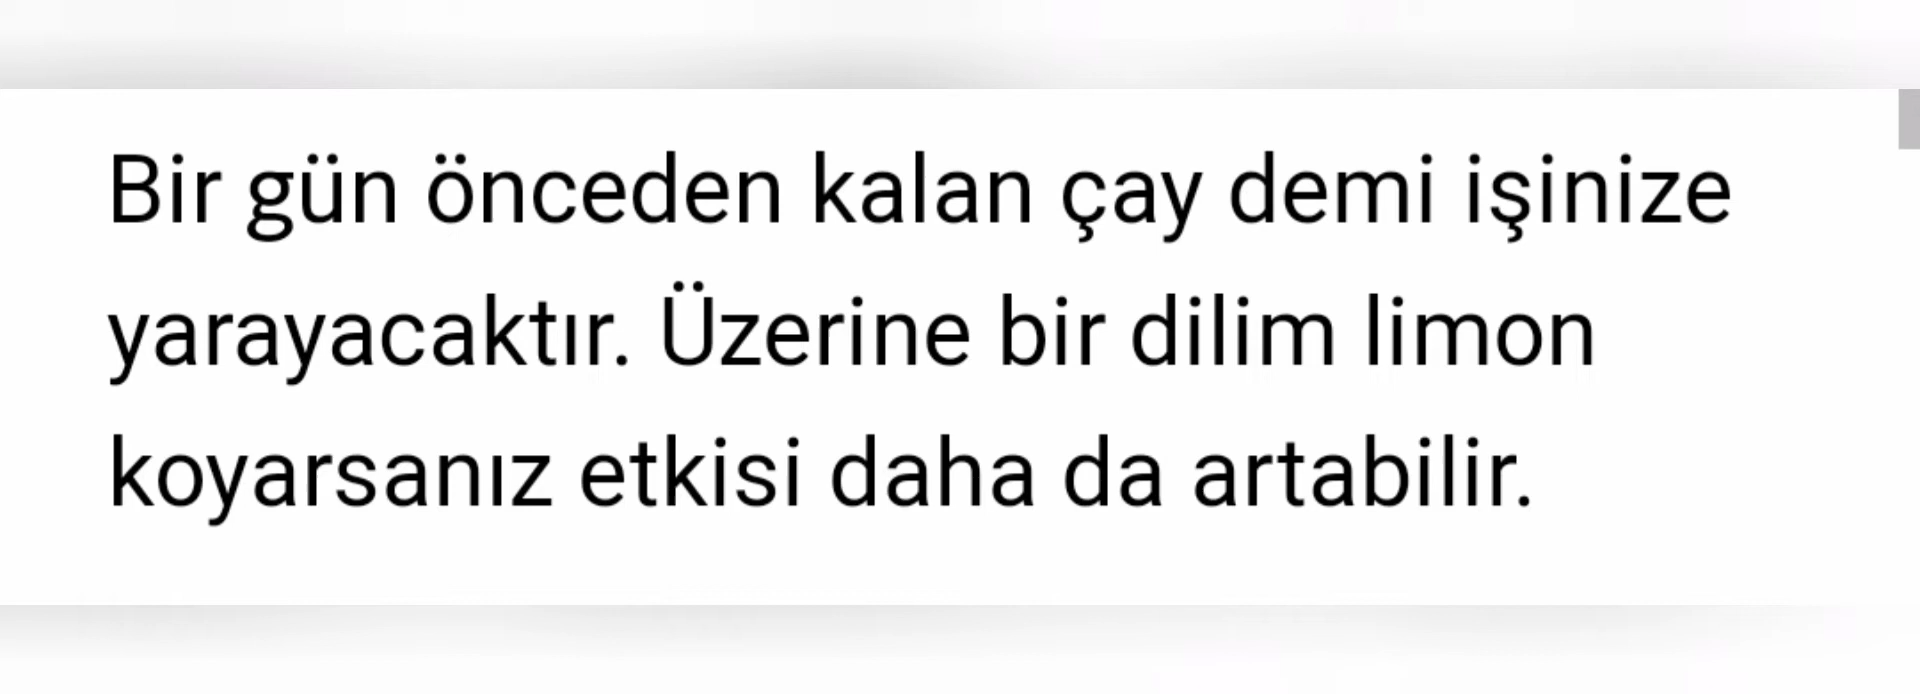 Bir gün önceden kalan çay demi işinize
yarayacaktır. Üzerine bir dilim limon
koyarsanız etkisi daha da artabilir.